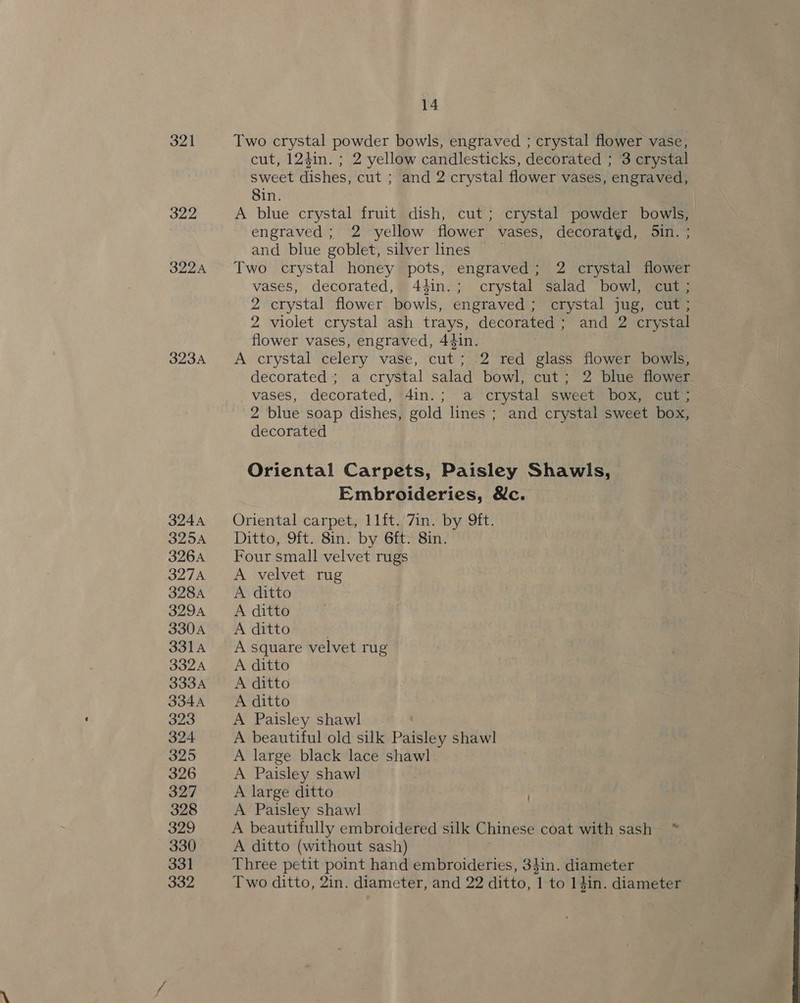 14
321 Two crystal powder bowls, engraved ; crystal flower vase,
cut, 12½in. ; 2 yellow candlesticks, decorated ; 3 crystal
sweet dishes, cut ; and 2 crystal flower vases, engraved,
8in.
322 A blue crystal fruit dish, cut ; crystal powder bowls,
engraved ; 2 yellow flower vases, decorated, 5in. ;
and blue goblet, silver lines
322A Two crystal honey pots, engraved ; 2 crystal flower
vases, decorated, 4½in. ; crystal salad bowl, cut ;
2 crystal flower bowls, engraved ; crystal jug, cut ;
2 violet crystal ash trays, decorated ; and 2 crystal
flower vases, engraved, 4½in.
323A A crystal celery vase, cut ; 2 red glass flower bowls,
decorated ; a crystal salad bowl, cut ; 2 blue flower
vases, decorated, 4in. ; a crystal sweet box, cut ;
2 blue soap dishes, gold lines ; and crystal sweet box,
decorated
Oriental Carpets, Paisley Shawls,
Embroideries, &c.
324A Oriental carpet, 11ft. 7in. by 9ft.
325A Ditto, 9ft. 8in. by 6ft. 8in.
326A Four small velvet rugs
327A A velvet rug
328A A ditto
329A A ditto
330A A ditto
331A A square velvet rug
332A A ditto
333A A ditto
334A A ditto
323 A Paisley shawl
324 A beautiful old silk Paisley shawl
325 A large black lace shawl
326 A Paisley shawl
327 A large ditto
328 A Paisley shawl
329 A beautifully embroidered silk Chinese coat with sash
330 A ditto (without sash)
331 Three petit point hand embroideries, 3½in. diameter
332 Two ditto, 2in. diameter, and 22 ditto, 1 to 1½in. diameter